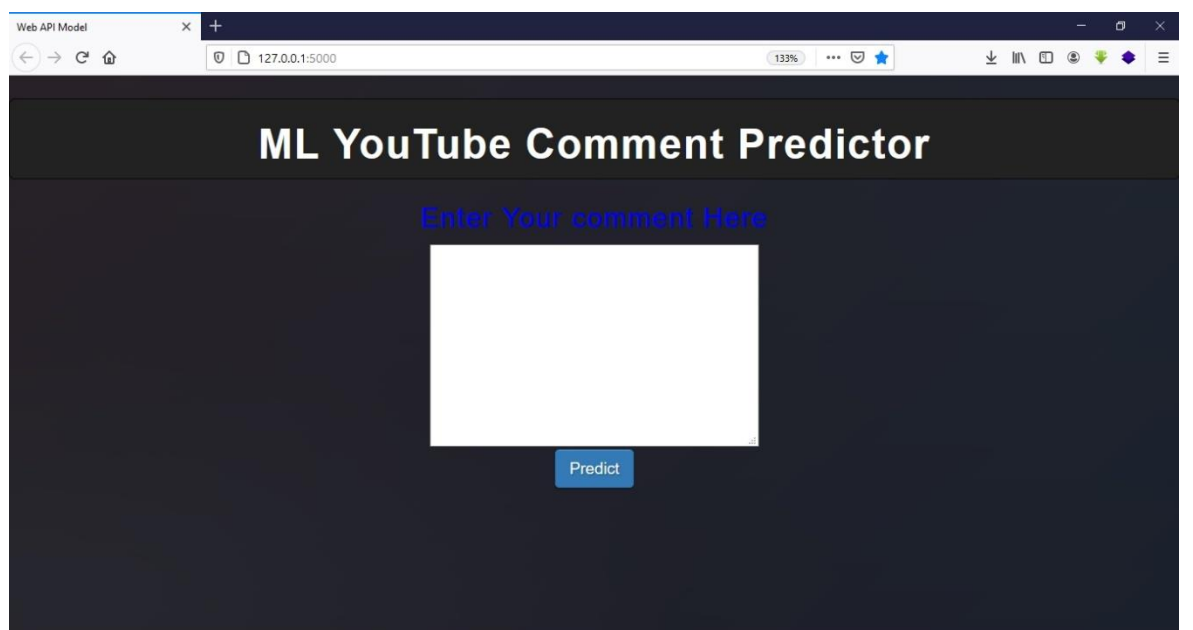 Web API Model
127.0.0.1:5000
133%
ML YouTube Comment Predictor
Enter Your comment Here
Predict